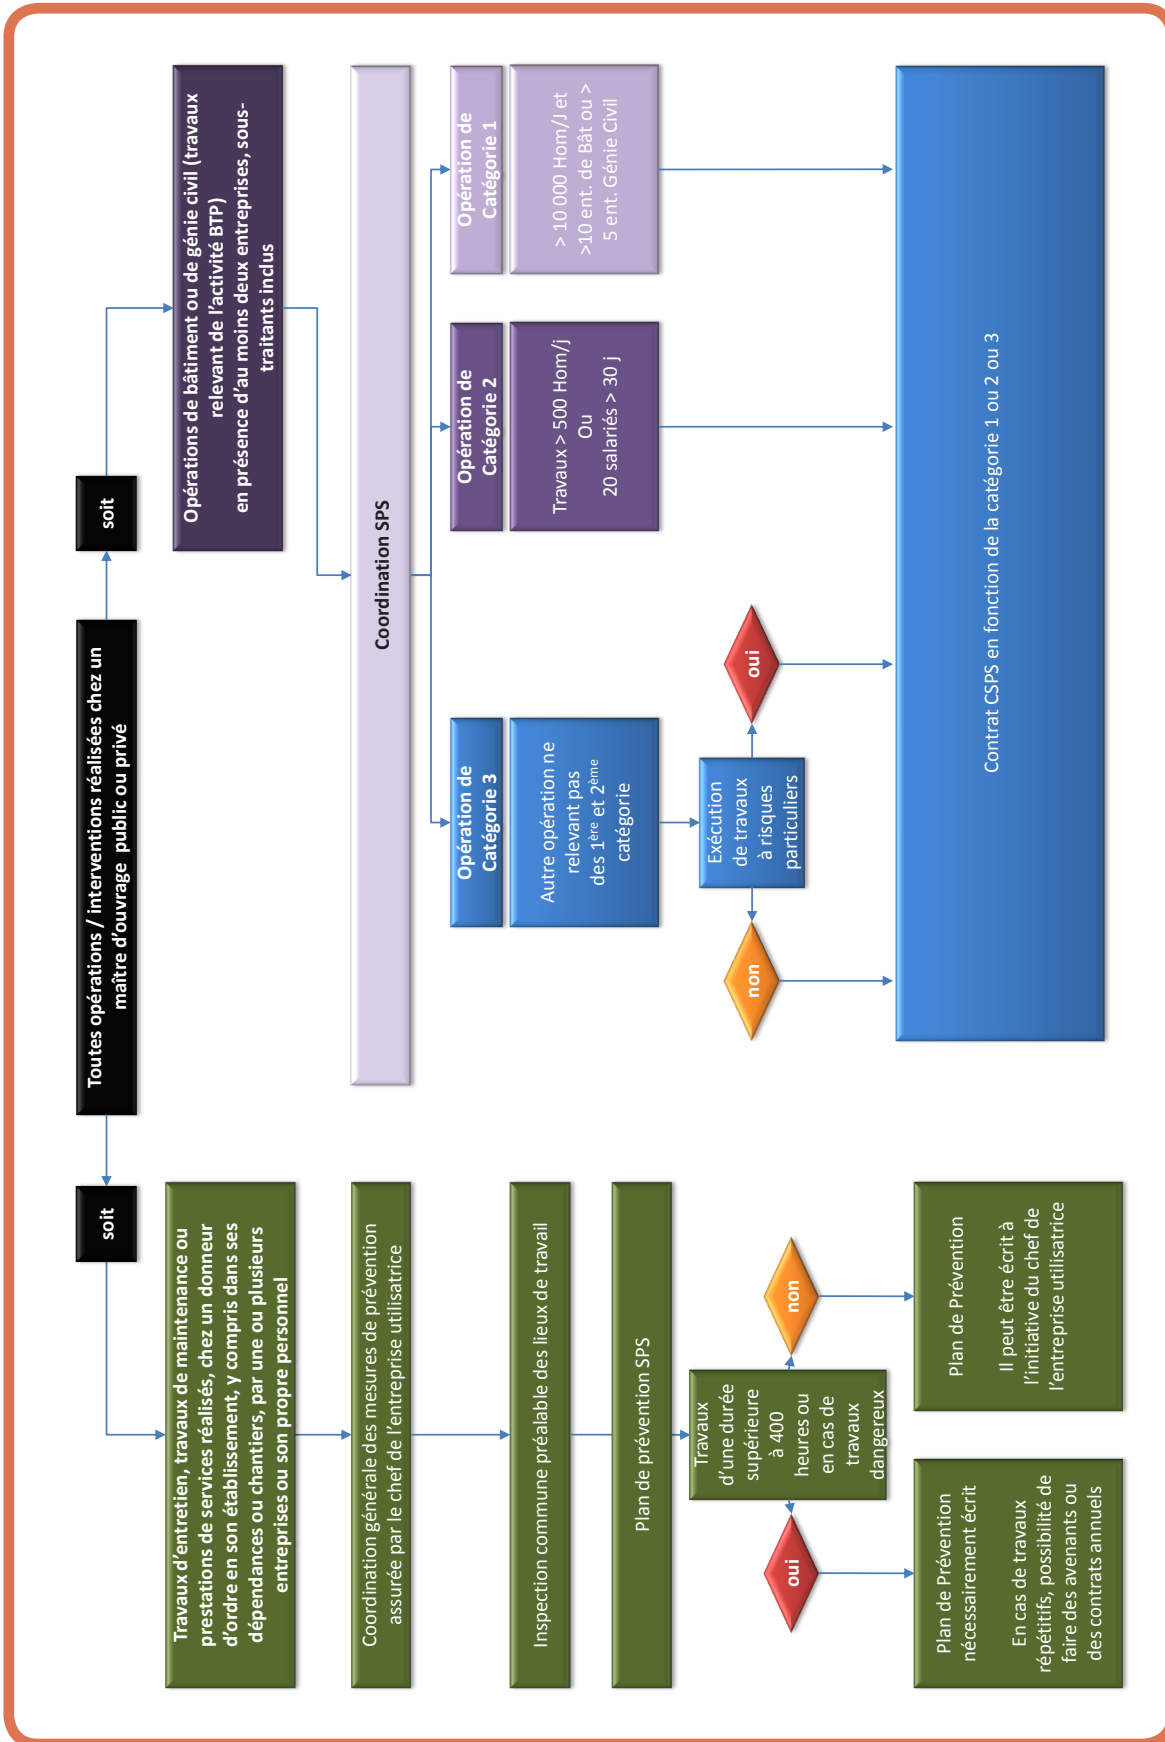 Toutes opérations / interventions réalisées chez un
maître d'ouvrage public ou privé
soit
Travaux d'entretien, travaux de maintenance ou
prestations de services réalisés, chez un donneur
d'ordre en son établissement, y compris dans ses
dépendances ou chantiers, par une ou plusieurs
entreprises ou son propre personnel
Coordination générale des mesures de prévention
assurée par le chef de l'entreprise utilisatrice
Inspection commune préalable des lieux de travail
Plan de prévention SPS
Travaux
d'une durée
supérieure
à 400
heures ou
en cas de
travaux
dangereux
oui
non
Plan de Prévention
nécessairement écrit
En cas de travaux
répétitifs, possibilité de
faire des avenants ou
des contrats annuels
Plan de Prévention
Il peut être écrit à
l'initiative du chef de
l'entreprise utilisatrice
soit
Opérations de bâtiment ou de génie civil (travaux
relevant de l'activité BTP)
en présence d'au moins deux entreprises, sous-
traitants inclus
Coordination SPS
Opération de
Catégorie 3
Autre opération ne
relevant pas
des 1ère et 2ème
catégorie
Exécution
de travaux
à risques
particuliers
non
oui
Opération de
Catégorie 2
Travaux > 500 Hom/j
Ou
20 salariés > 30 j
Opération de
Catégorie 1
> 10 000 Hom/J et
>10 ent. de Bât ou >
5 ent. Génie Civil
Contrat CSPS en fonction de la catégorie 1 ou 2 ou 3